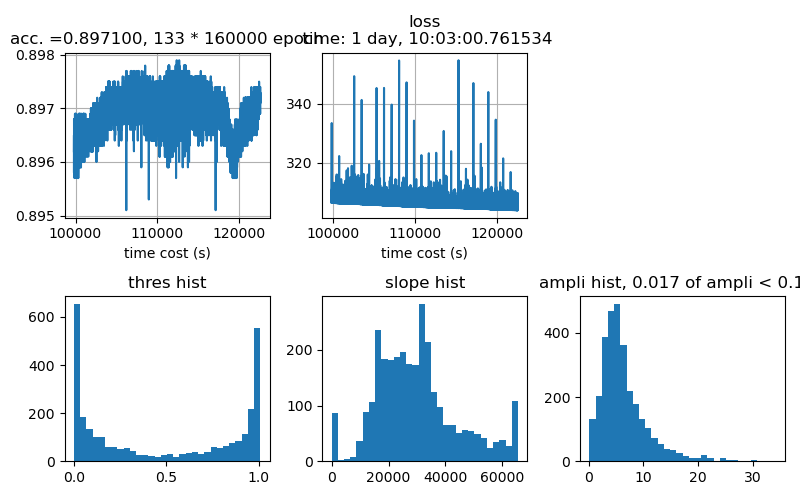 loss
acc. =0.897100, 133 * 160000 epoch
time: 1 day, 10:03:00.761534
0.898
0.897
0.896
0.895
100000 110000 120000
time cost (s)
340
320
100000 110000 120000
time cost (s)
thres hist
600
400
200
0
0.0 0.5 1.0
slope hist
200
100
0
0 20000 40000 60000
ampli hist, 0.017 of ampli < 0.1
400
200
0
0 10 20 30